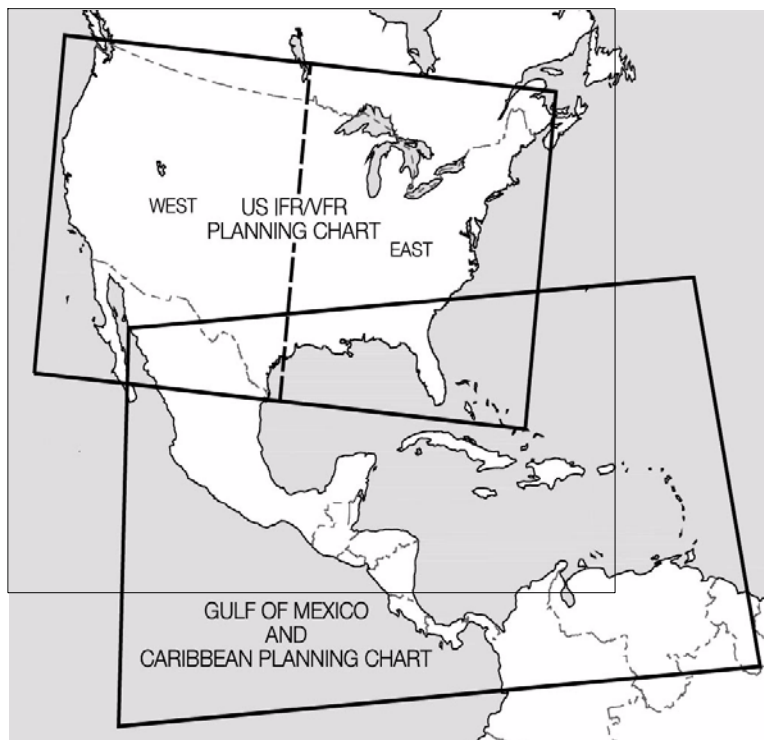 WEST
US IFR/VFR
PLANNING CHART
EAST
GULF OF MEXICO
AND
CARIBBEAN PLANNING CHART